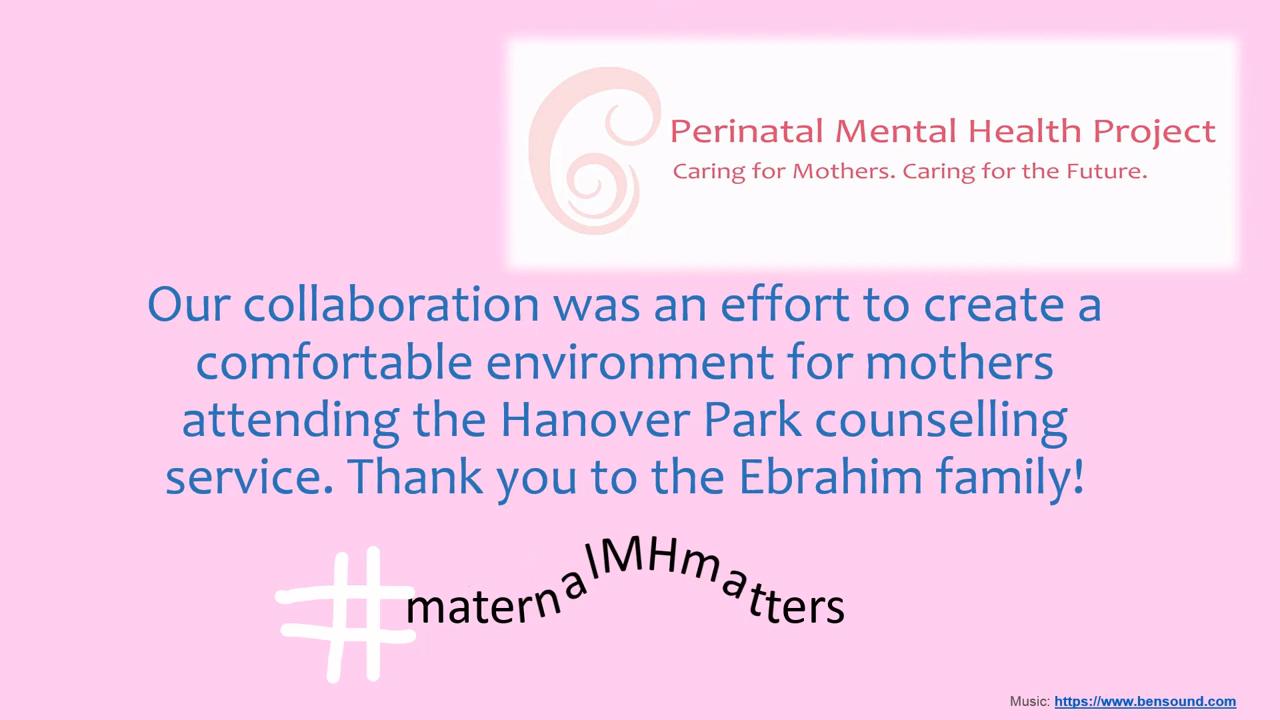 Perinatal Mental Health Project
Caring for Mothers. Caring for the Future.
Our collaboration was an effort to create a
comfortable environment for mothers
attending the Hanover Park counselling
service. Thank you to the Ebrahim family!
#maternalMHmatters
Music: https://www.bensound.com